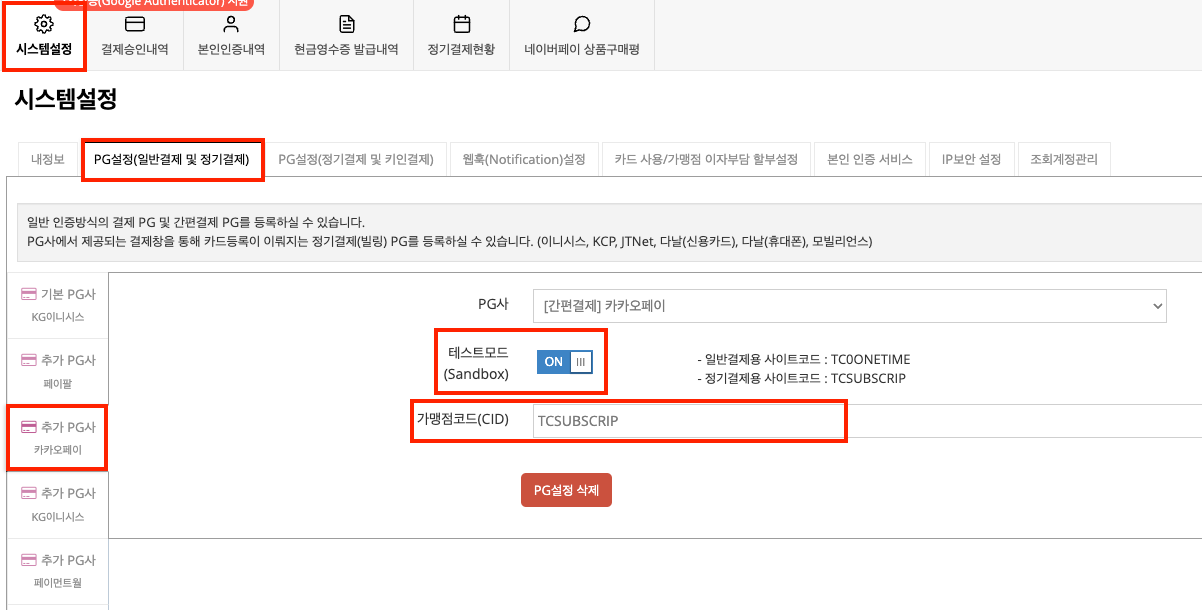 (Google Authenticator) 지원
시스템설정
결제승인내역
본인인증내역
현금영수증 발급내역
정기결제현황
네이버페이 상품구매평
시스템설정
내정보
PG설정(일반결제 및 정기결제)
PG설정(정기결제 및 키인결제)
웹훅(Notification)설정
카드 사용/가맹점 이자부담 할부설정
본인 인증 서비스
IP보안 설정
조회계정관리
일반 인증방식의 결제 PG 및 간편결제 PG를 등록하실 수 있습니다.
PG사에서 제공되는 결제창을 통해 카드등록이 이뤄지는 정기결제(빌링) PG를 등록하실 수 있습니다. (이니시스, KCP, JTNet, 다날(신용카드), 다날(휴대폰), 모빌리언스)
기본 PG사
KG이니시스
추가 PG사
페이팔
추가 PG사
카카오페이
추가 PG사
KG이니시스
추가 PG사
페이먼트월
PG사
[간편결제] 카카오페이
테스트모드
(Sandbox)
ON
- 일반결제용 사이트코드 : TC0ONETIME
- 정기결제용 사이트코드 : TCSUBSCRIP
가맹점코드(CID)
TCSUBSCRIP
PG설정 삭제